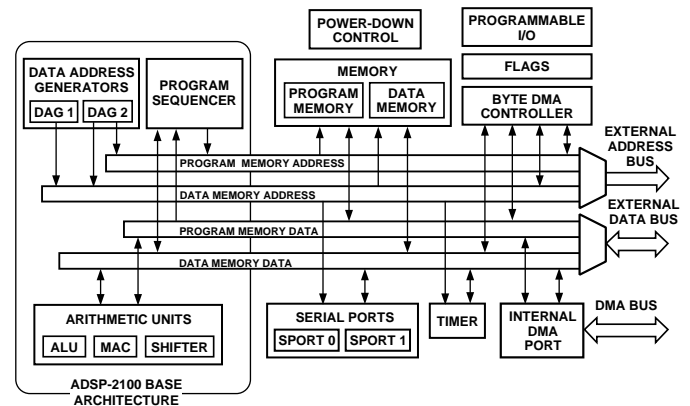 POWER-DOWN
CONTROL
PROGRAMMABLE
I/O
FLAGS
DATA ADDRESS
GENERATORS
DAG 1
DAG 2
PROGRAM
SEQUENCER
MEMORY
PROGRAM
MEMORY
DATA
MEMORY
BYTE DMA
CONTROLLER
EXTERNAL
ADDRESS
BUS
PROGRAM MEMORY ADDRESS
DATA MEMORY ADDRESS
EXTERNAL
DATA BUS
PROGRAM MEMORY DATA
DATA MEMORY DATA
ARITHMETIC UNITS
ALU
MAC
SHIFTER
SERIAL PORTS
SPORT 0
SPORT 1
TIMER
INTERNAL
DMA
PORT
DMA BUS
ADSP-2100 BASE
ARCHITECTURE